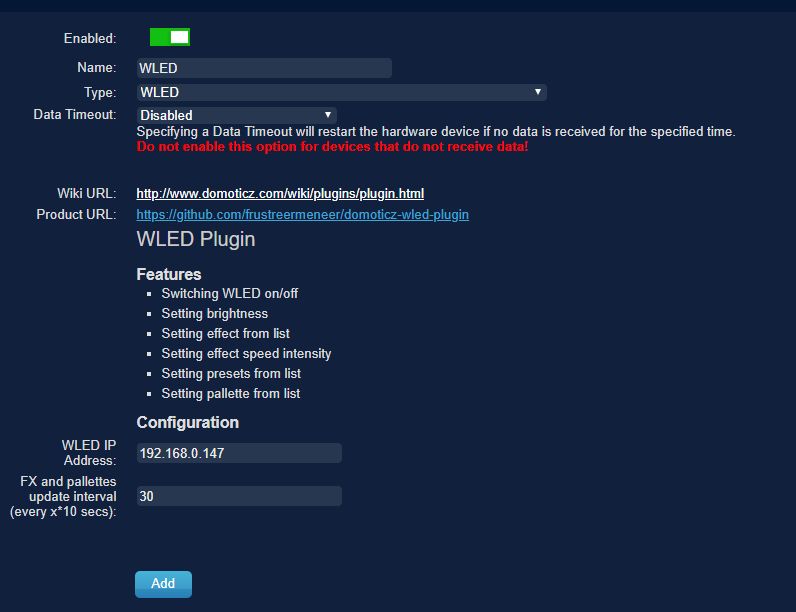 Enabled:
Name: WLED
Type: WLED
Data Timeout: Disabled
Specifying a Data Timeout will restart the hardware device if no data is received for the specified time.
Do not enable this option for devices that do not receive data!
Wiki URL: http://www.domoticz.com/wiki/plugins/plugin.html
Product URL: https://github.com/frustreermeneer/domoticz-wled-plugin
WLED Plugin
Features
Switching WLED on/off
Setting brightness
Setting effect from list
Setting effect speed intensity
Setting presets from list
Setting pallette from list
Configuration
WLED IP
Address: 192.168.0.147
FX and pallettes
update interval 30
(every x*10 secs):
Add